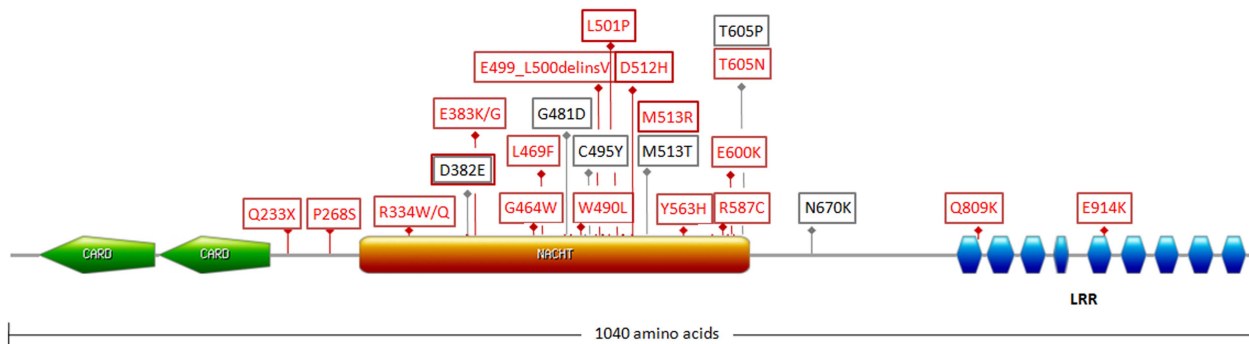 L501P
T605P
E499_L500delinsV
D512H
T605N
E383K/G
G481D
M513R
L469F
C495Y
M513T
E600K
D382E
Q233X
P268S
R334W/Q
G464W
W490L
Y563H
R587C
N670K
Q809K
E914K
CARD
CARD
NACHT
LRR
1040 amino acids